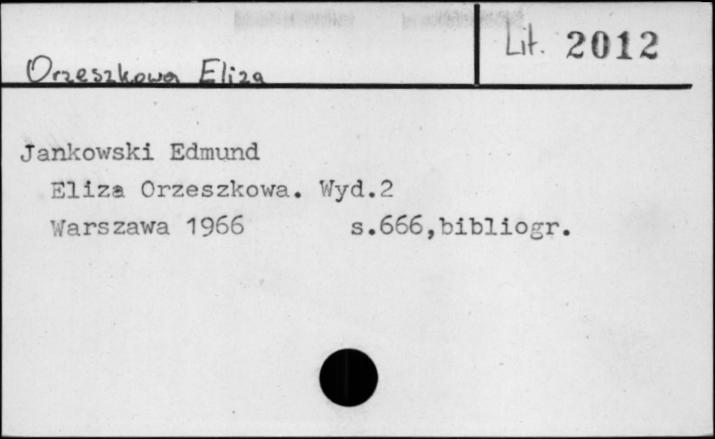 Orzeszkowa Eliza
Lit. 2012
Jankowski Edmund
Eliza Orzeszkowa. Wyd.2
Warszawa 1966 s.666,bibliogr.